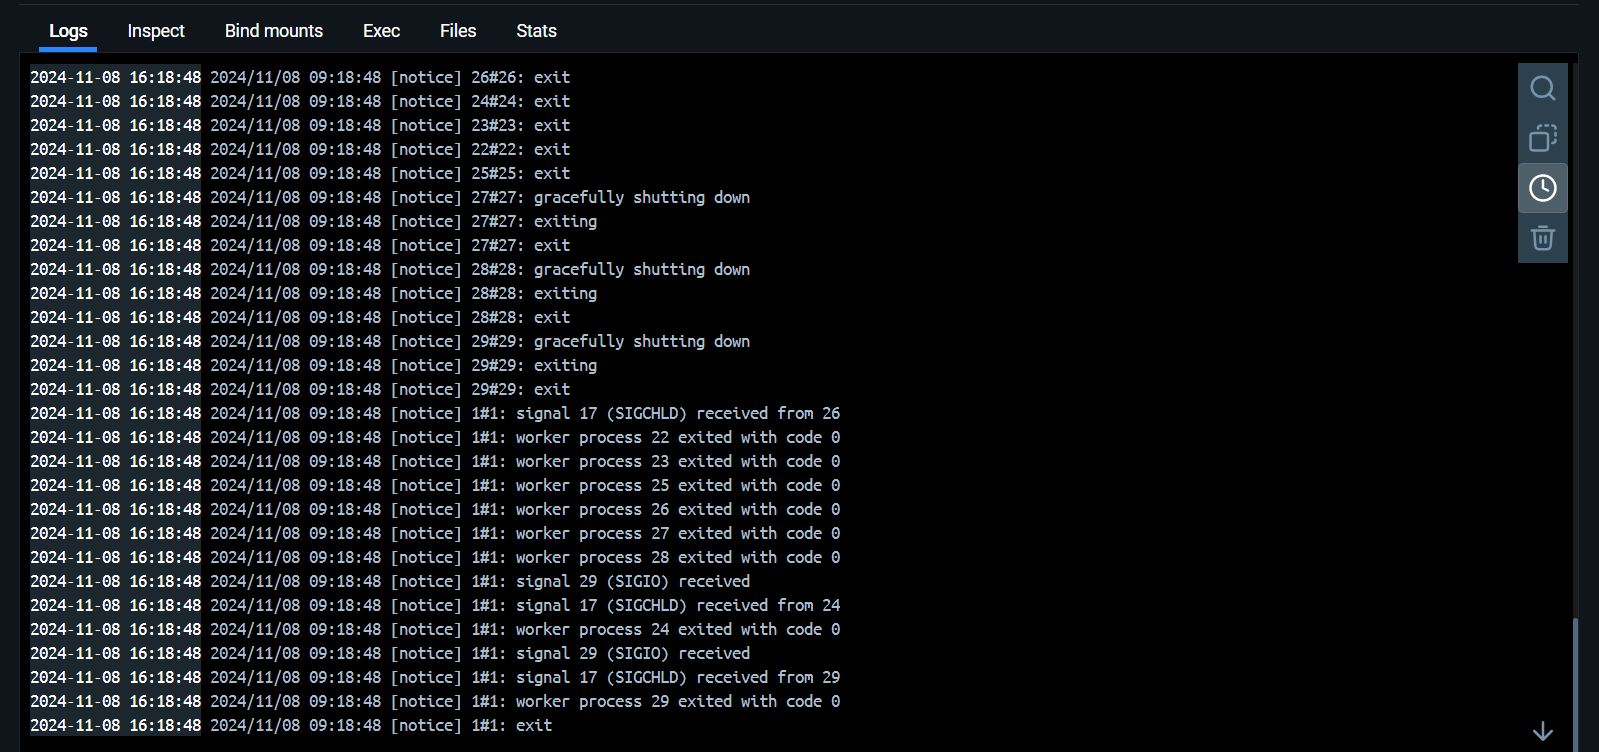 Logs Inspect Bind mounts Exec Files Stats
2024-11-08 16:18:48 2024/11/08 09:18:48 [notice] 26#26: exit
2024-11-08 16:18:48 2024/11/08 09:18:48 [notice] 24#24: exit
2024-11-08 16:18:48 2024/11/08 09:18:48 [notice] 23#23: exit
2024-11-08 16:18:48 2024/11/08 09:18:48 [notice] 22#22: exit
2024-11-08 16:18:48 2024/11/08 09:18:48 [notice] 25#25: exit
2024-11-08 16:18:48 2024/11/08 09:18:48 [notice] 27#27: gracefully shutting down
2024-11-08 16:18:48 2024/11/08 09:18:48 [notice] 27#27: exiting
2024-11-08 16:18:48 2024/11/08 09:18:48 [notice] 27#27: exit
2024-11-08 16:18:48 2024/11/08 09:18:48 [notice] 28#28: gracefully shutting down
2024-11-08 16:18:48 2024/11/08 09:18:48 [notice] 28#28: exiting
2024-11-08 16:18:48 2024/11/08 09:18:48 [notice] 28#28: exit
2024-11-08 16:18:48 2024/11/08 09:18:48 [notice] 29#29: gracefully shutting down
2024-11-08 16:18:48 2024/11/08 09:18:48 [notice] 29#29: exiting
2024-11-08 16:18:48 2024/11/08 09:18:48 [notice] 29#29: exit
2024-11-08 16:18:48 2024/11/08 09:18:48 [notice] 1#1: signal 17 (SIGCHLD) received from 26
2024-11-08 16:18:48 2024/11/08 09:18:48 [notice] 1#1: worker process 22 exited with code 0
2024-11-08 16:18:48 2024/11/08 09:18:48 [notice] 1#1: worker process 23 exited with code 0
2024-11-08 16:18:48 2024/11/08 09:18:48 [notice] 1#1: worker process 25 exited with code 0
2024-11-08 16:18:48 2024/11/08 09:18:48 [notice] 1#1: worker process 26 exited with code 0
2024-11-08 16:18:48 2024/11/08 09:18:48 [notice] 1#1: worker process 27 exited with code 0
2024-11-08 16:18:48 2024/11/08 09:18:48 [notice] 1#1: worker process 28 exited with code 0
2024-11-08 16:18:48 2024/11/08 09:18:48 [notice] 1#1: signal 29 (SIGIO) received
2024-11-08 16:18:48 2024/11/08 09:18:48 [notice] 1#1: signal 17 (SIGCHLD) received from 24
2024-11-08 16:18:48 2024/11/08 09:18:48 [notice] 1#1: worker process 24 exited with code 0
2024-11-08 16:18:48 2024/11/08 09:18:48 [notice] 1#1: signal 29 (SIGIO) received
2024-11-08 16:18:48 2024/11/08 09:18:48 [notice] 1#1: signal 17 (SIGCHLD) received from 29
2024-11-08 16:18:48 2024/11/08 09:18:48 [notice] 1#1: worker process 29 exited with code 0
2024-11-08 16:18:48 2024/11/08 09:18:48 [notice] 1#1: exit